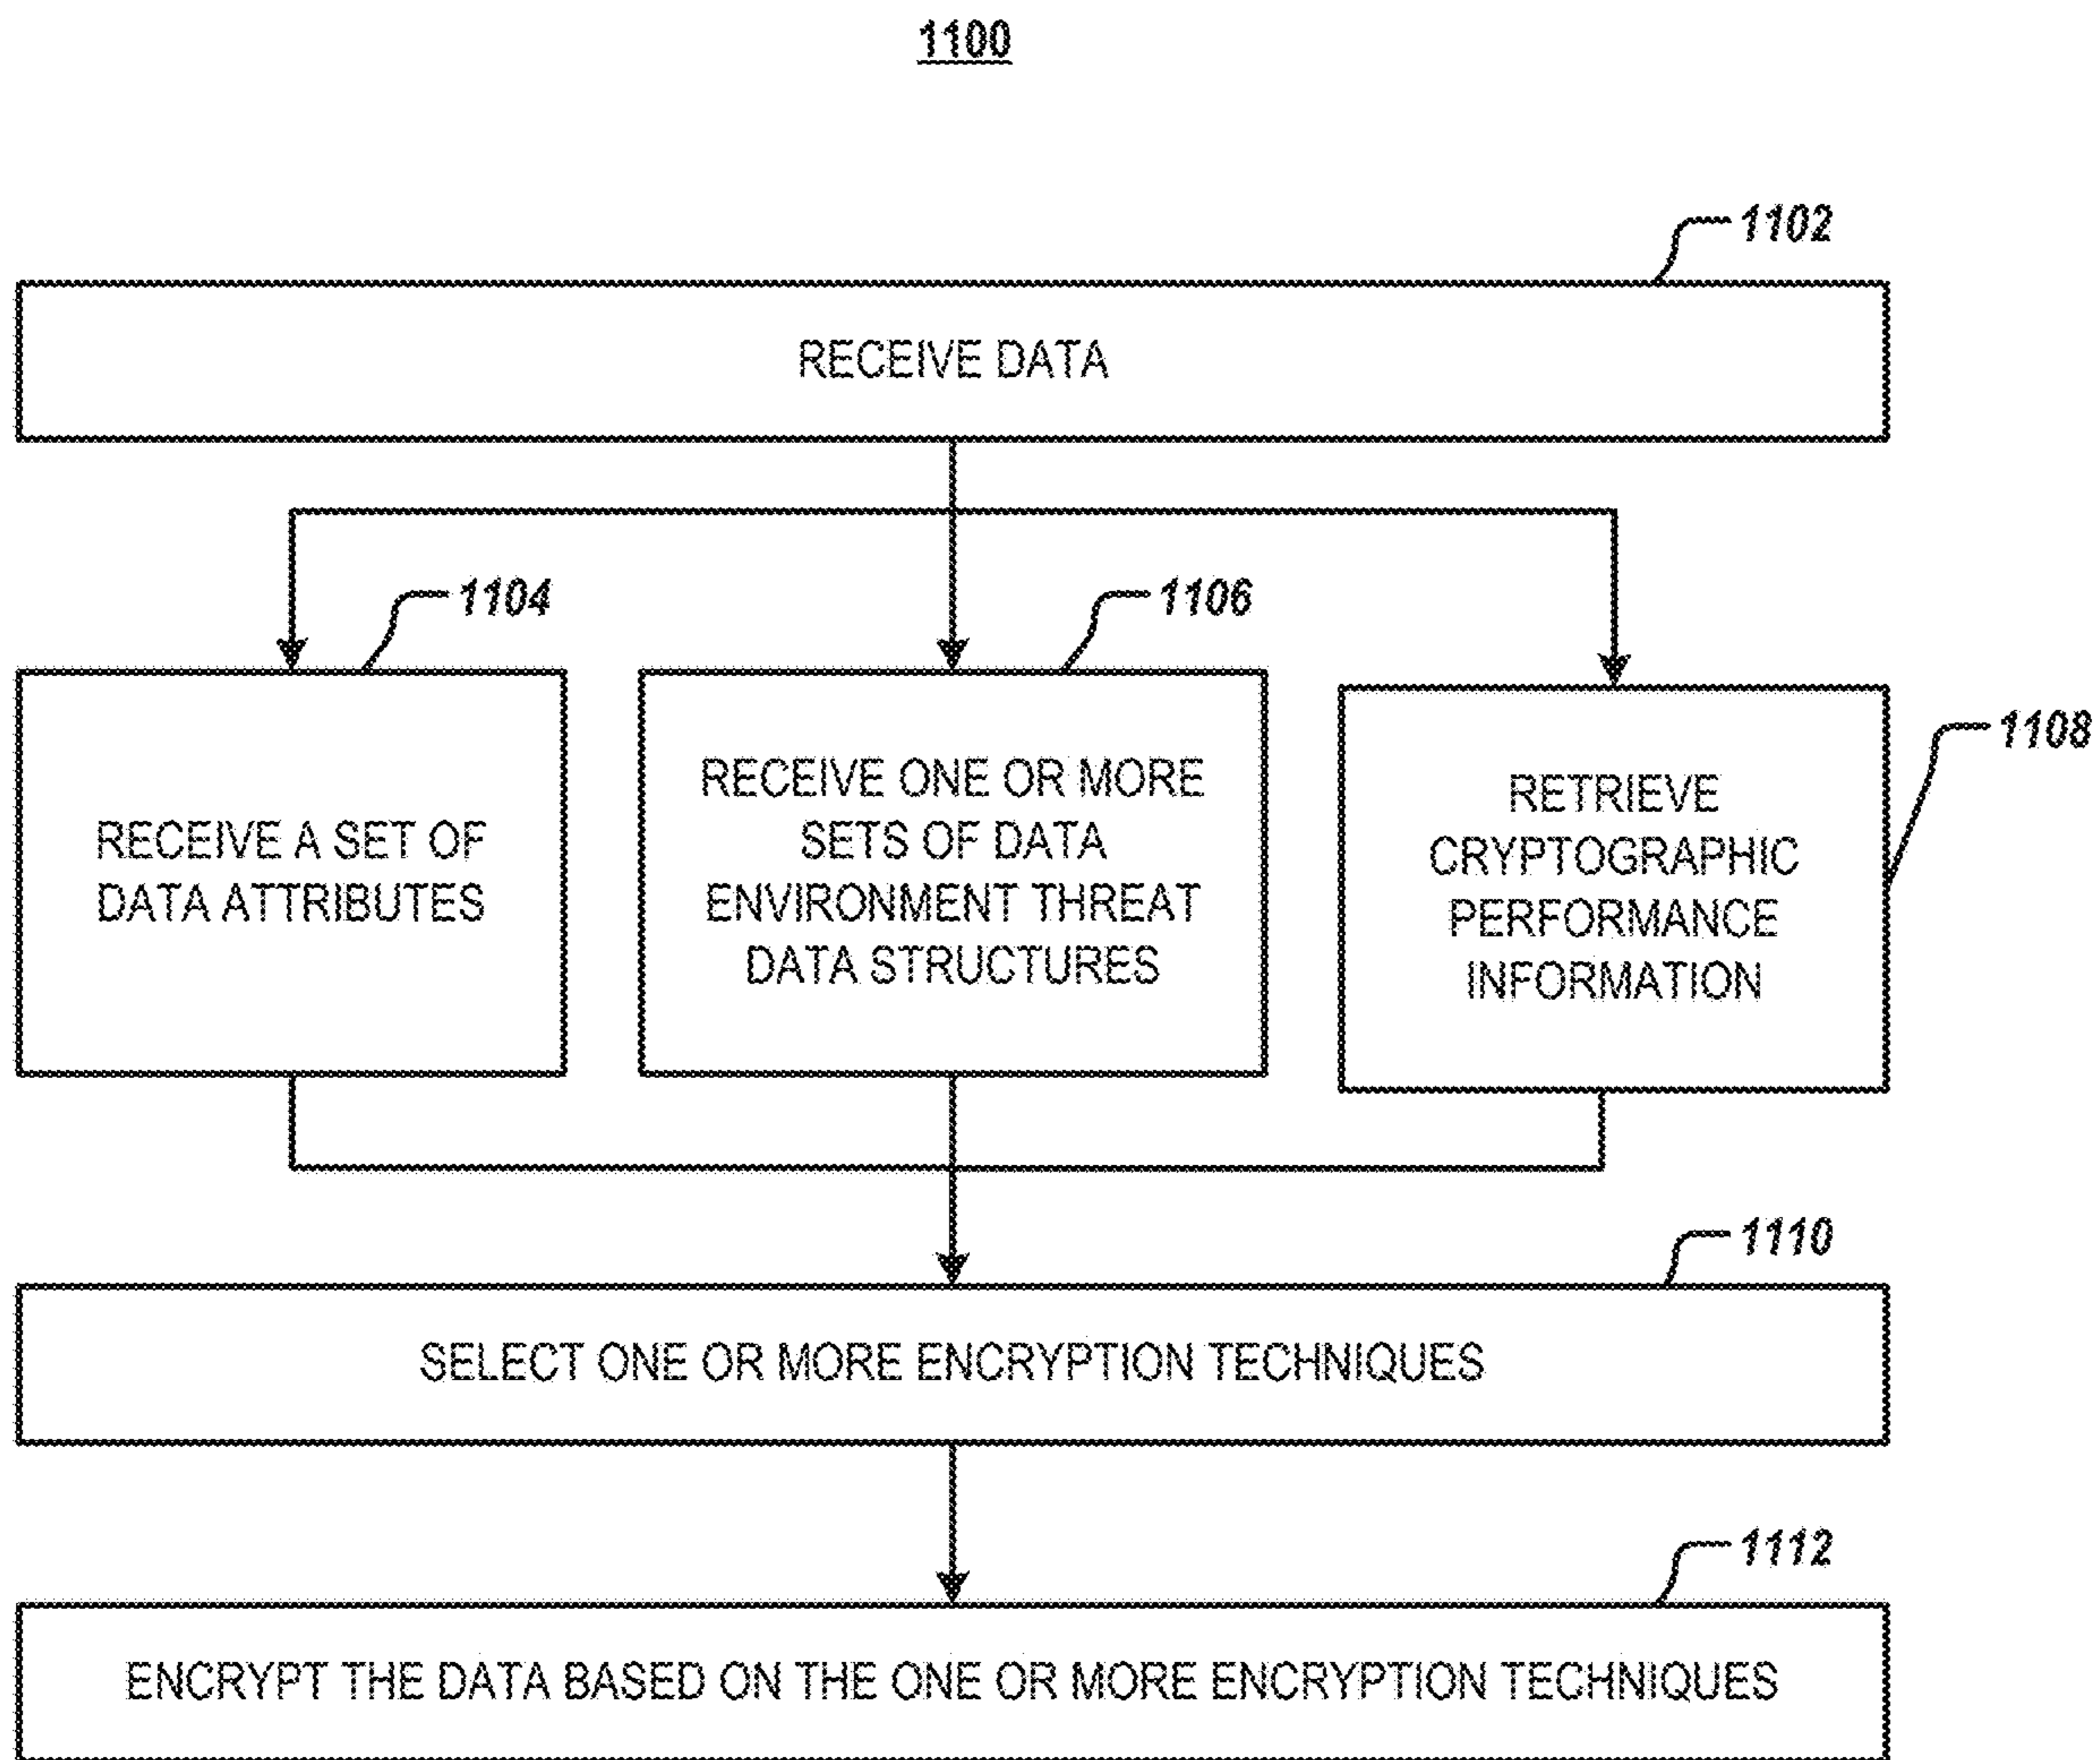 1100
1102
RECEIVE DATA
1104
1106
1108
RECEIVE A SET OF
DATA ATTRIBUTES
RECEIVE ONE OR MORE
SETS OF DATA
ENVIRONMENT THREAT
DATA STRUCTURES
RETRIEVE
CRYPTOGRAPHIC
PERFORMANCE
INFORMATION
1110
SELECT ONE OR MORE ENCRYPTION TECHNIQUES
1112
ENCRYPT THE DATA BASED ON THE ONE OR MORE ENCRYPTION TECHNIQUES